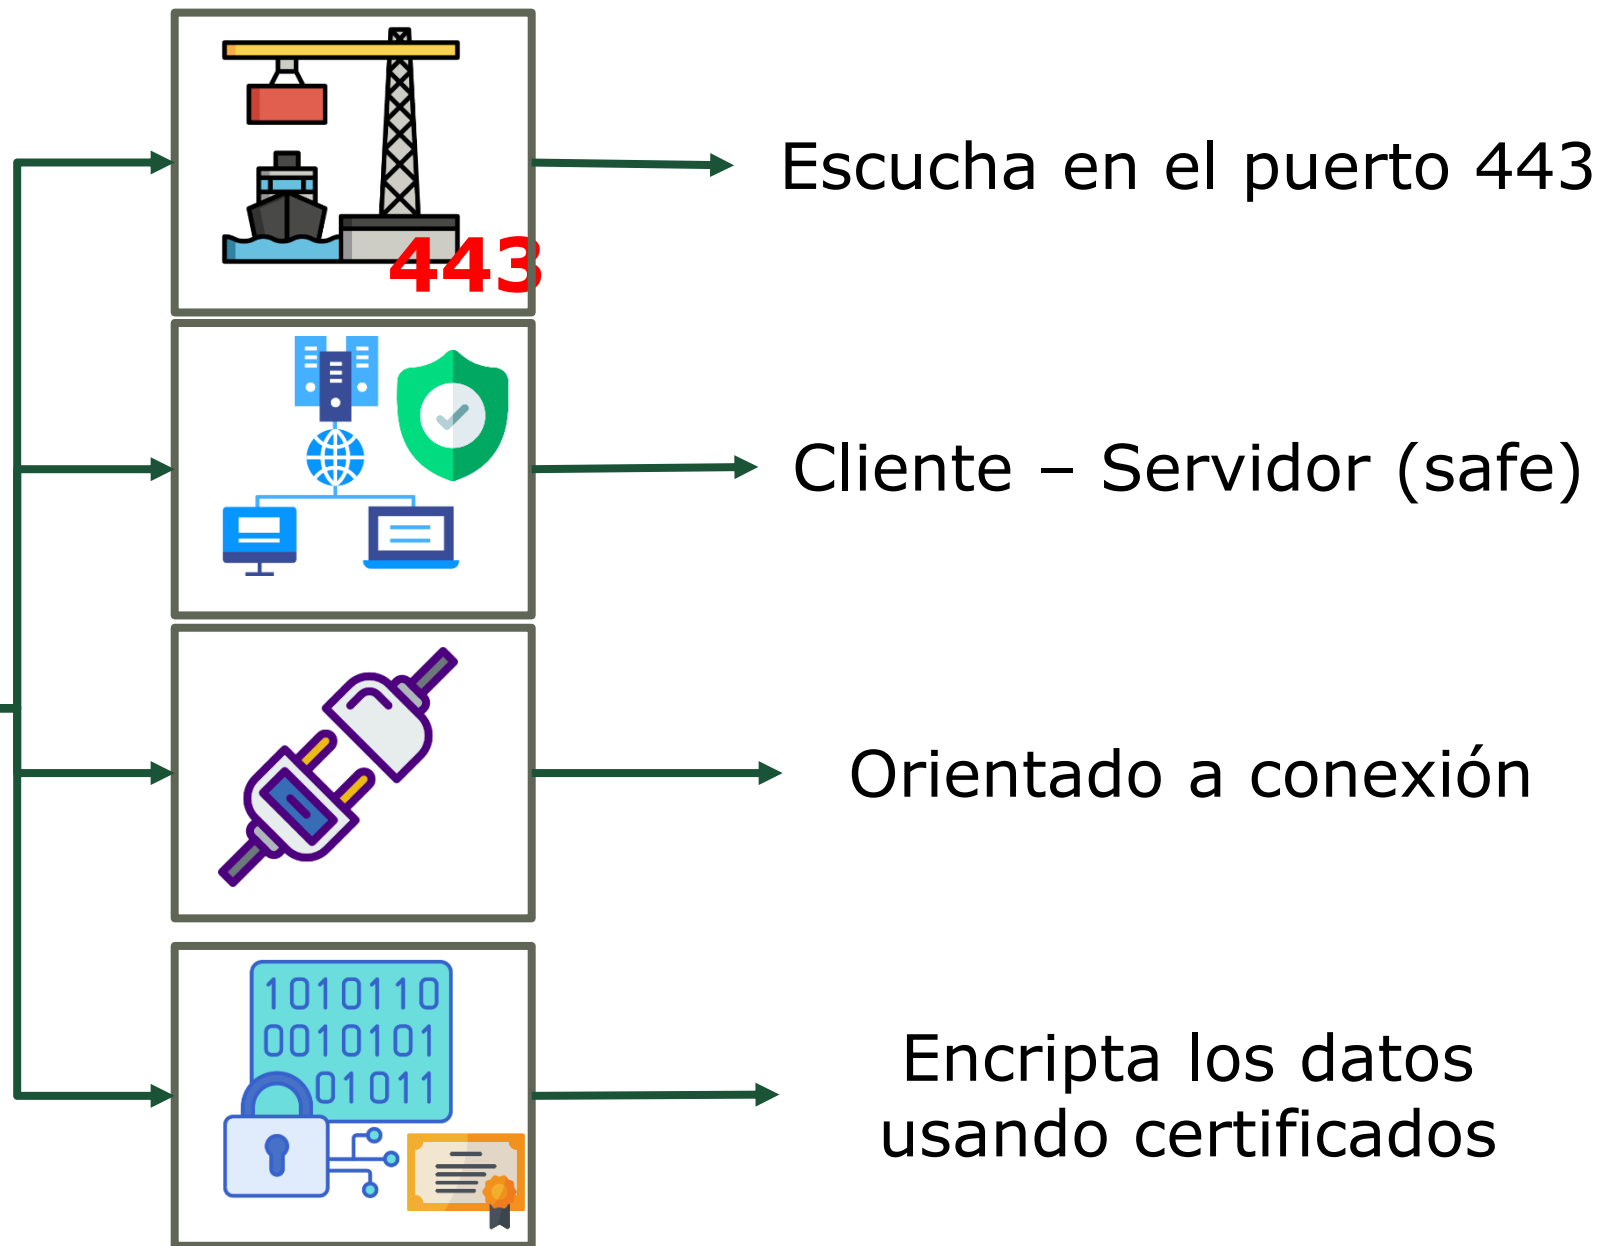 443
Escucha en el puerto 443
Cliente – Servidor (safe)
Orientado a conexión
1010110
0010101
01011
Encripta los datos
usando certificados